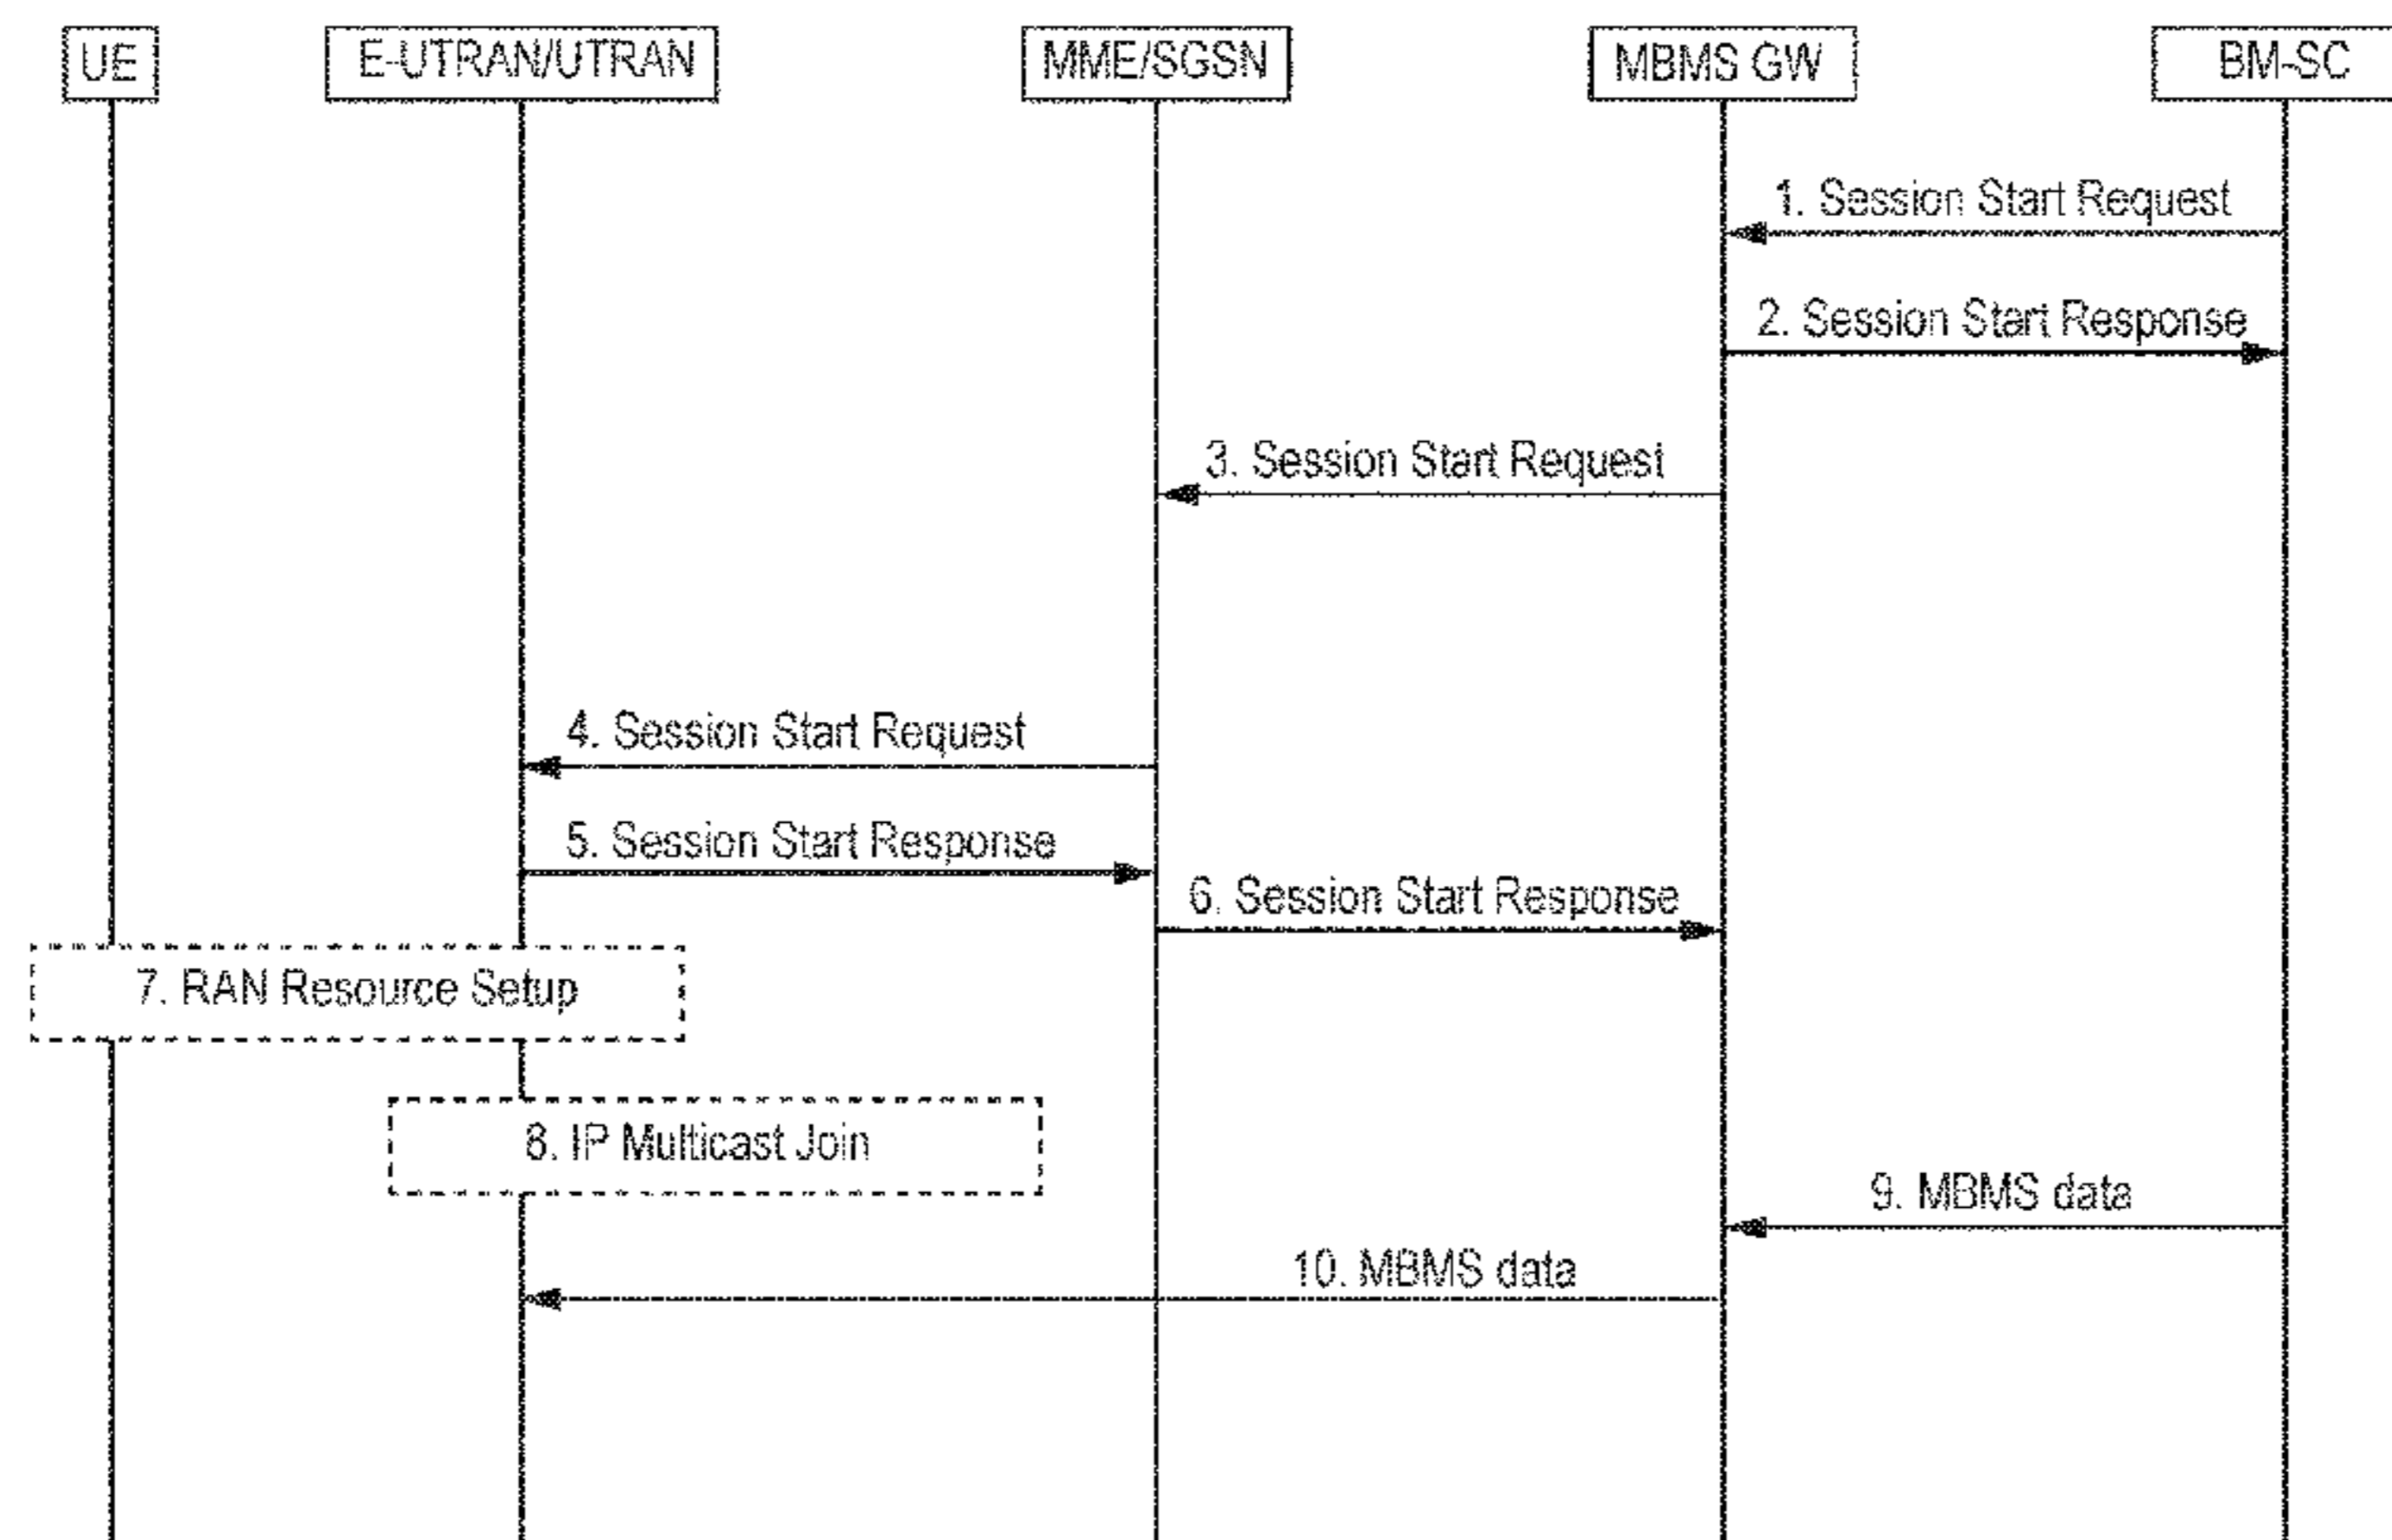 UE
E-UTRAN/UTRAN
MME/SGSN
MBMS GW
BM-SC
1. Session Start Request
2. Session Start Response
3. Session Start Request
4. Session Start Request
5. Session Start Response
6. Session Start Response
7. RAN Resource Setup
8. IP Multicast Join
9. MBMS data
10. MBMS data